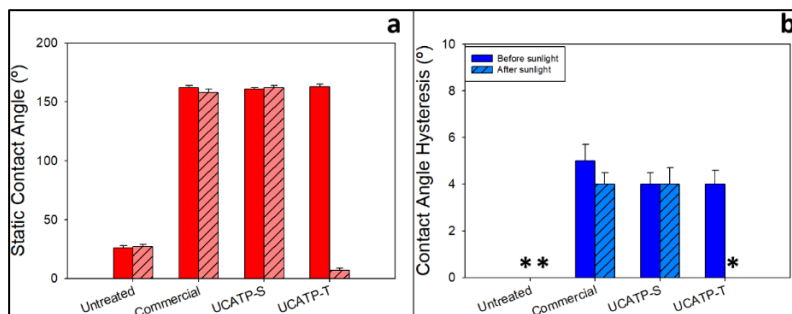 a
200
150
100
50
0
Static Contact Angle (º)
Untreated
Commercial
UCATP-S
UCATP-T
b
10
8
6
4
2
0
Contact Angle Hysteresis (º)
Before sunlight
After sunlight
* *
*
Untreated
Commercial
UCATP-S
UCATP-T